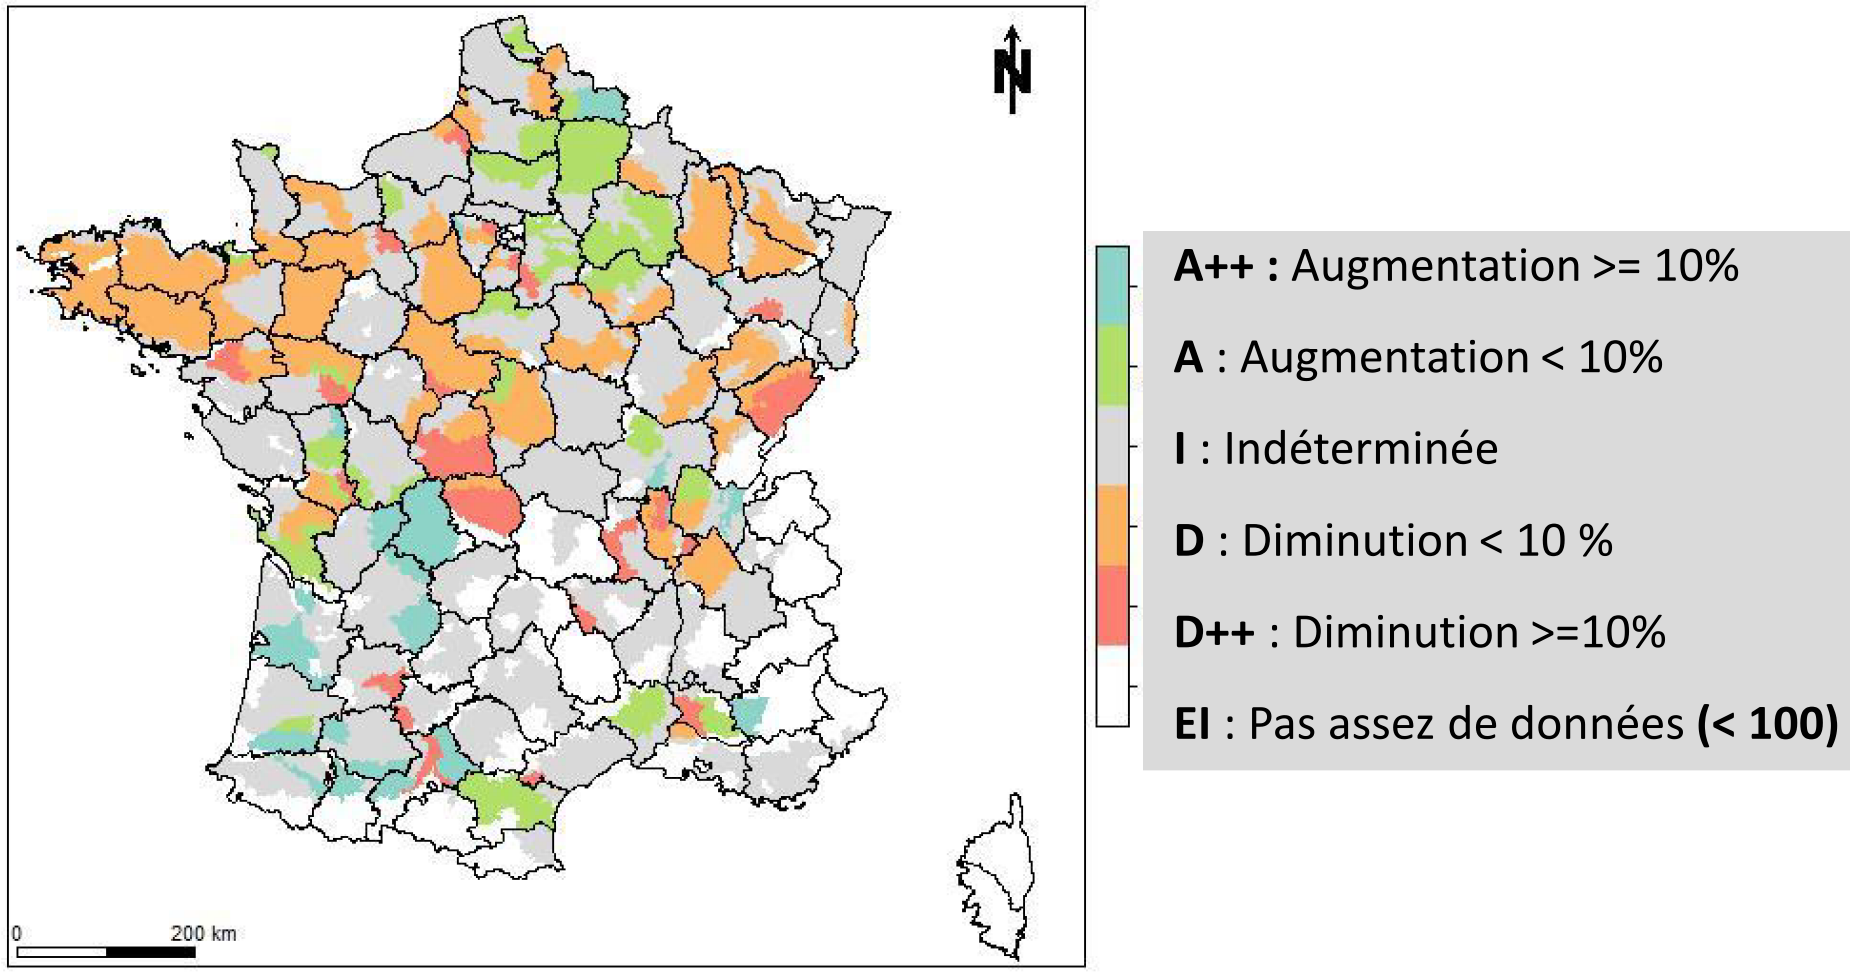 N
A++ : Augmentation >= 10%
A : Augmentation < 10%
I : Indéterminée
D : Diminution < 10 %
D++ : Diminution >=10%
EI : Pas assez de données (< 100)
0 200 km